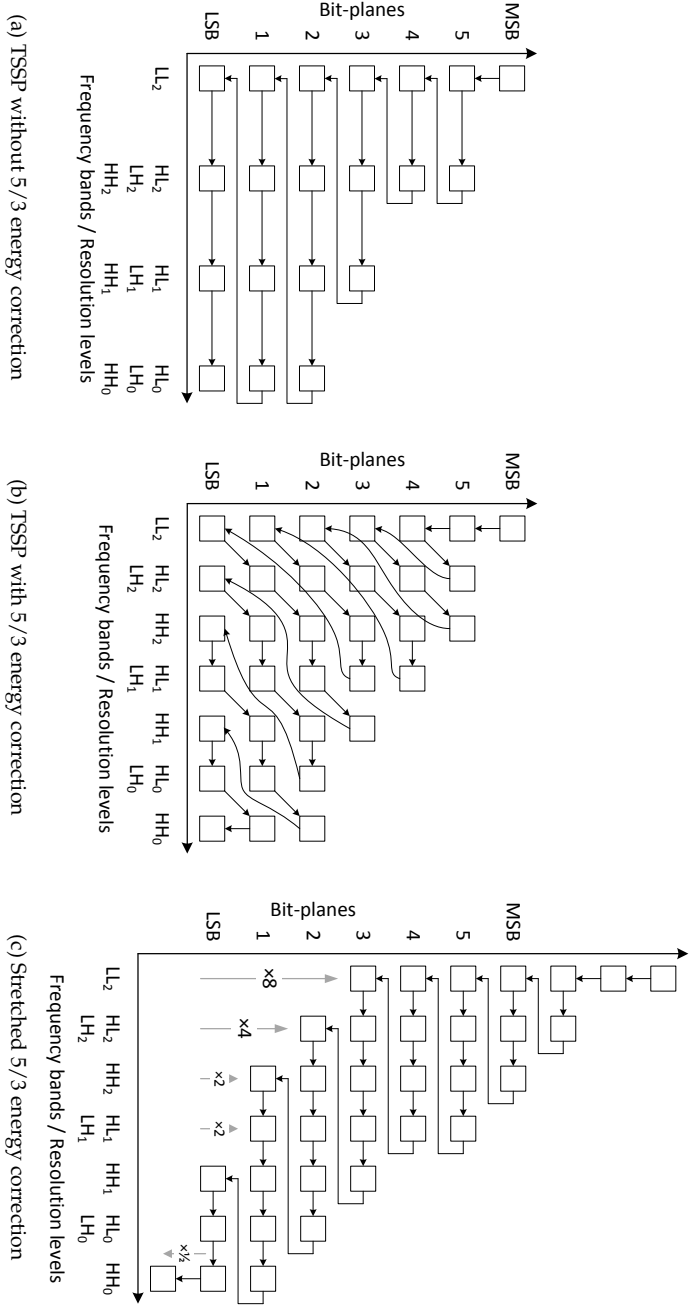 Bit-planes
MSB
5
4
3
2
1
LSB
LL2
HL2
LH2
HH2
HL1
LH1
HH1
HL0
LH0
HH0
Frequency bands / Resolution levels
(a) TSSP without 5/3 energy correction
Bit-planes
MSB
5
4
3
2
1
LSB
LL2
HL2
LH2
HH2
HL1
LH1
HH1
HL0
LH0
HH0
Frequency bands / Resolution levels
(b) TSSP with 5/3 energy correction
Bit-planes
MSB
5
4
3
2
1
LSB
×8
×4
×2
×2
×½
LL2
HL2
LH2
HH2
HL1
LH1
HH1
HL0
LH0
HH0
Frequency bands / Resolution levels
(c) Stretched 5/3 energy correction